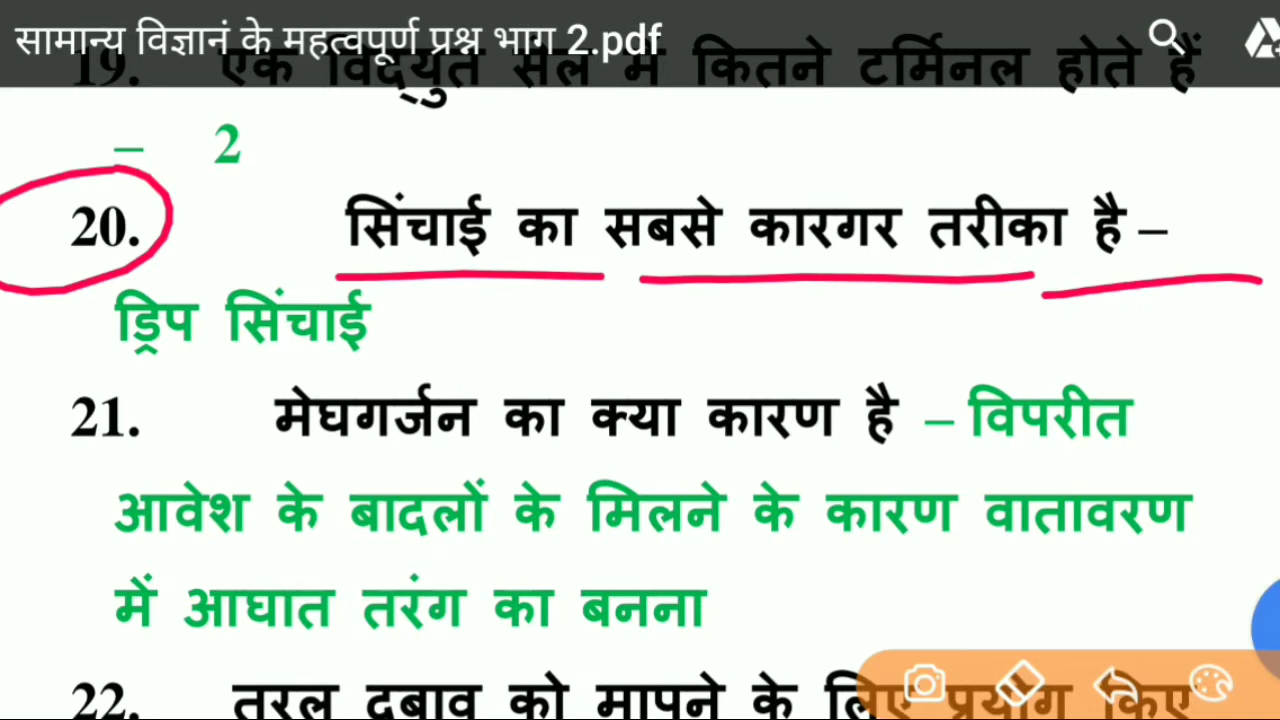 सामान्य विज्ञानं के महत्वपूर्ण प्रश्न भाग 2.pdf
19. एक विद्युत सेल में कितने टर्मिनल होते हैं
– 2
20. सिंचाई का सबसे कारगर तरीका है –
ड्रिप सिंचाई
21. मेघगर्जन का क्या कारण है – विपरीत
आवेश के बादलों के मिलने के कारण वातावरण
में आघात तरंग का बनना
22. तरल दबाव को मापने के लिए प्रयोग किए